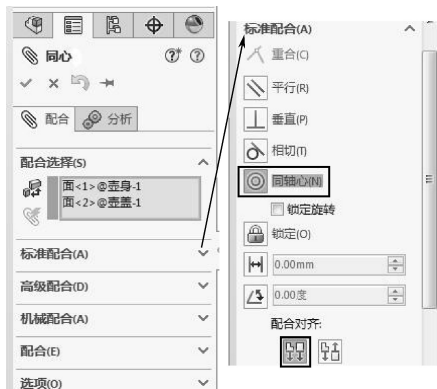 同心
配合
分析
配合选择(S)
面<1>@壶身-1
面<2>@壶盖-1
标准配合(A)
高级配合(D)
机械配合(A)
配合(E)
选项(O)
标准配合(A)
重合(C)
平行(R)
垂直(P)
相切(T)
同轴心(N)
锁定旋转
锁定(O)
0.00mm
0.00度
配合对齐: